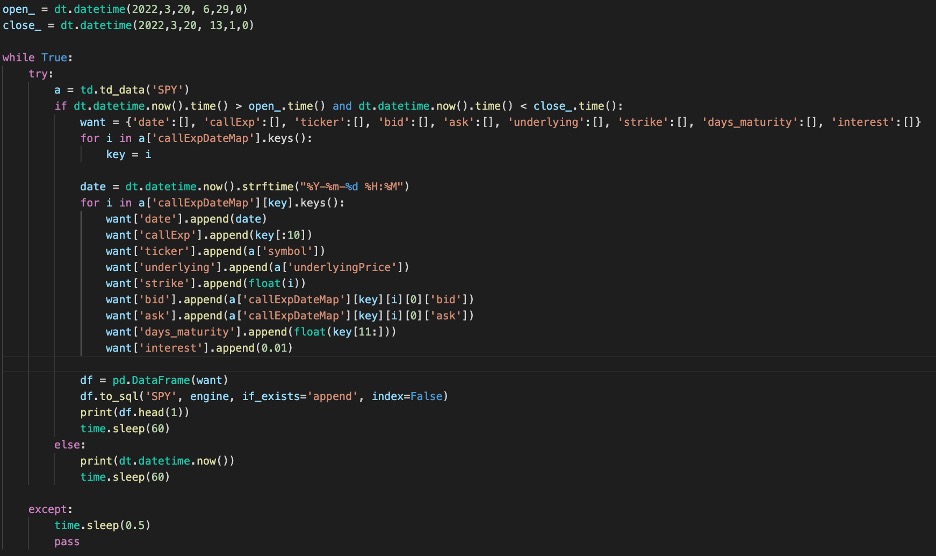 open_ = dt.datetime(2022,3,20, 6,29,0)
close_ = dt.datetime(2022,3,20, 13,1,0)

while True:
    try:
        a = td.td_data('SPY')
        if dt.datetime.now().time() > open_.time() and dt.datetime.now().time() < close_.time():
            want = {'date':[], 'callExp':[], 'ticker':[], 'bid':[], 'ask':[], 'underlying':[], 'strike':[], 'days_maturity':[], 'interest':[]}
            for i in a['callExpDateMap'].keys():
                key = i

            date = dt.datetime.now().strftime("%Y-%m-%d %H:%M")
            for i in a['callExpDateMap'][key].keys():
                want['date'].append(date)
                want['callExp'].append(key[:10])
                want['ticker'].append(a['symbol'])
                want['underlying'].append(a['underlyingPrice'])
                want['strike'].append(float(i))
                want['bid'].append(a['callExpDateMap'][key][i][0]['bid'])
                want['ask'].append(a['callExpDateMap'][key][i][0]['ask'])
                want['days_maturity'].append(float(key[11:]))
                want['interest'].append(0.01)

            df = pd.DataFrame(want)
            df.to_sql('SPY', engine, if_exists='append', index=False)
            print(df.head(1))
            time.sleep(60)
        else:
            print(dt.datetime.now())
            time.sleep(60)

    except:
        time.sleep(0.5)
        pass